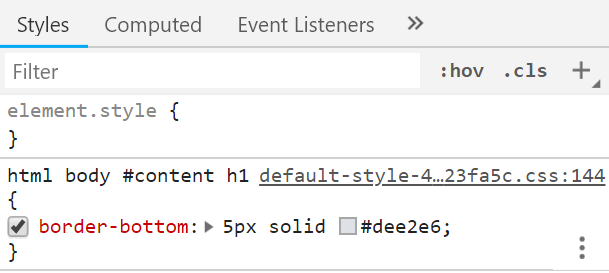 Styles Computed Event Listeners »
Filter :hov .cls +
element.style {
}
html body #content h1 default-style-4…23fa5c.css:144
{
border-bottom: 5px solid #dee2e6;
}